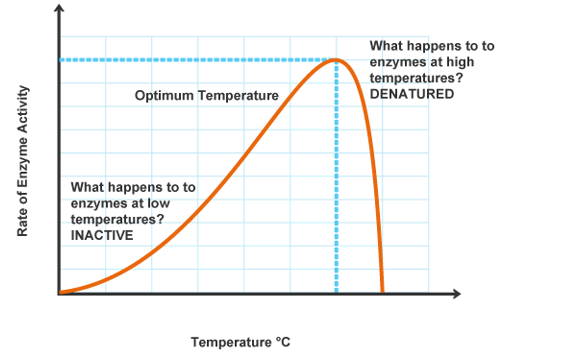 What happens to to
enzymes at high
temperatures?
DENATURED
Optimum Temperature
Rate of Enzyme Activity
What happens to to
enzymes at low
temperatures?
INACTIVE
Temperature °C